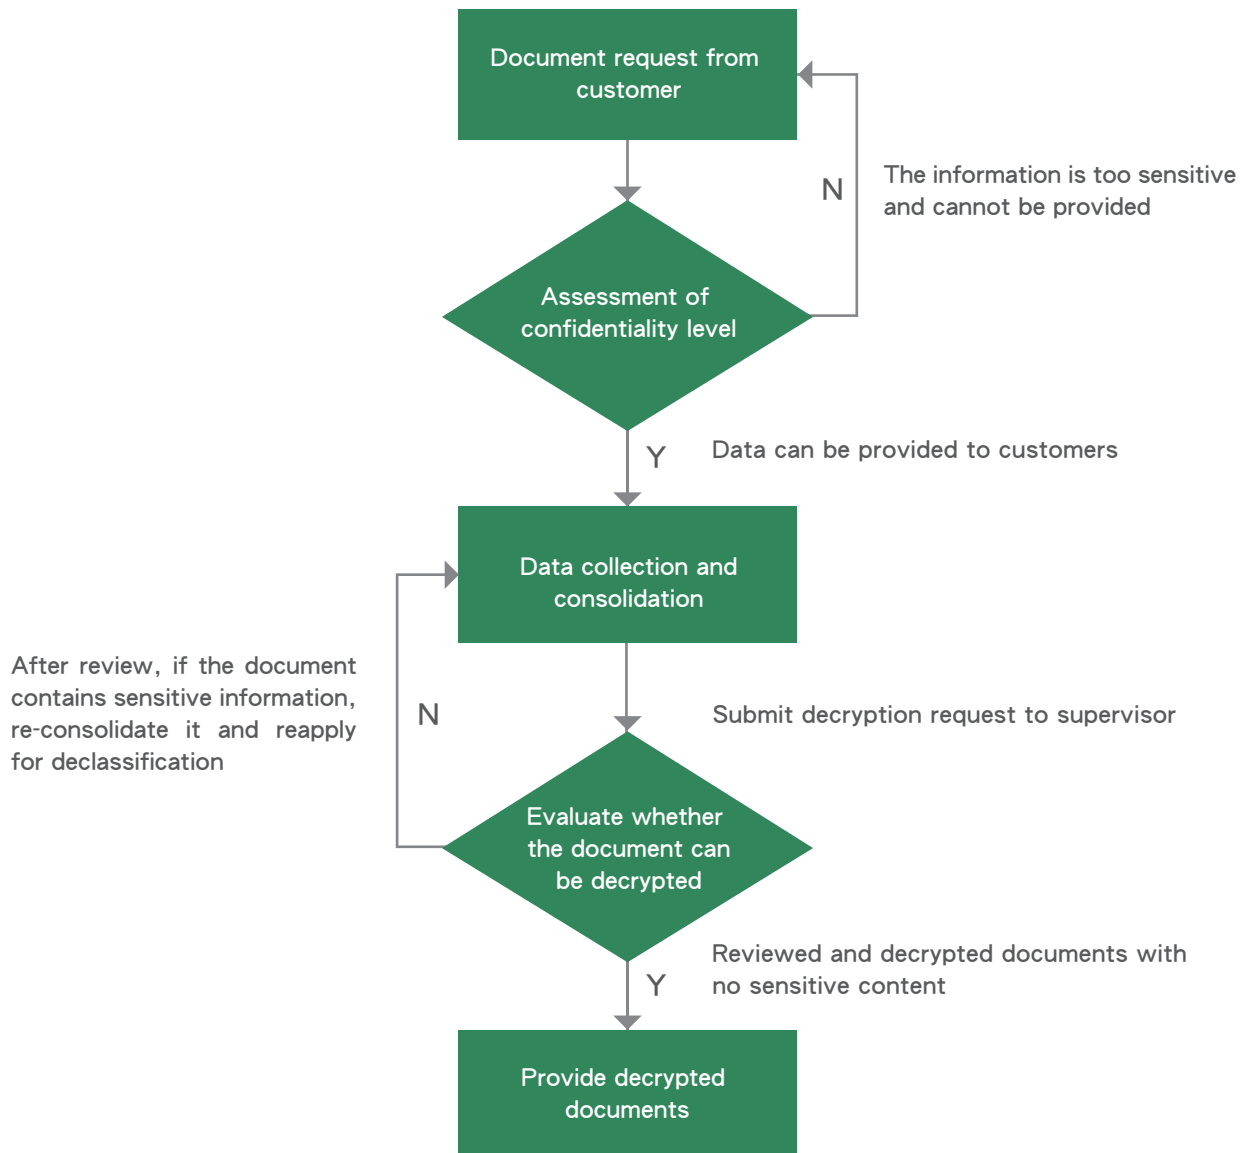 Document request from
customer
N
The information is too sensitive
and cannot be provided
Assessment of
confidentiality level
Y
Data can be provided to customers
Data collection and
consolidation
After review, if the document
contains sensitive information,
re-consolidate it and reapply
for declassification
N
Submit decryption request to supervisor
Evaluate whether
the document can
be decrypted
Y
Reviewed and decrypted documents with
no sensitive content
Provide decrypted
documents